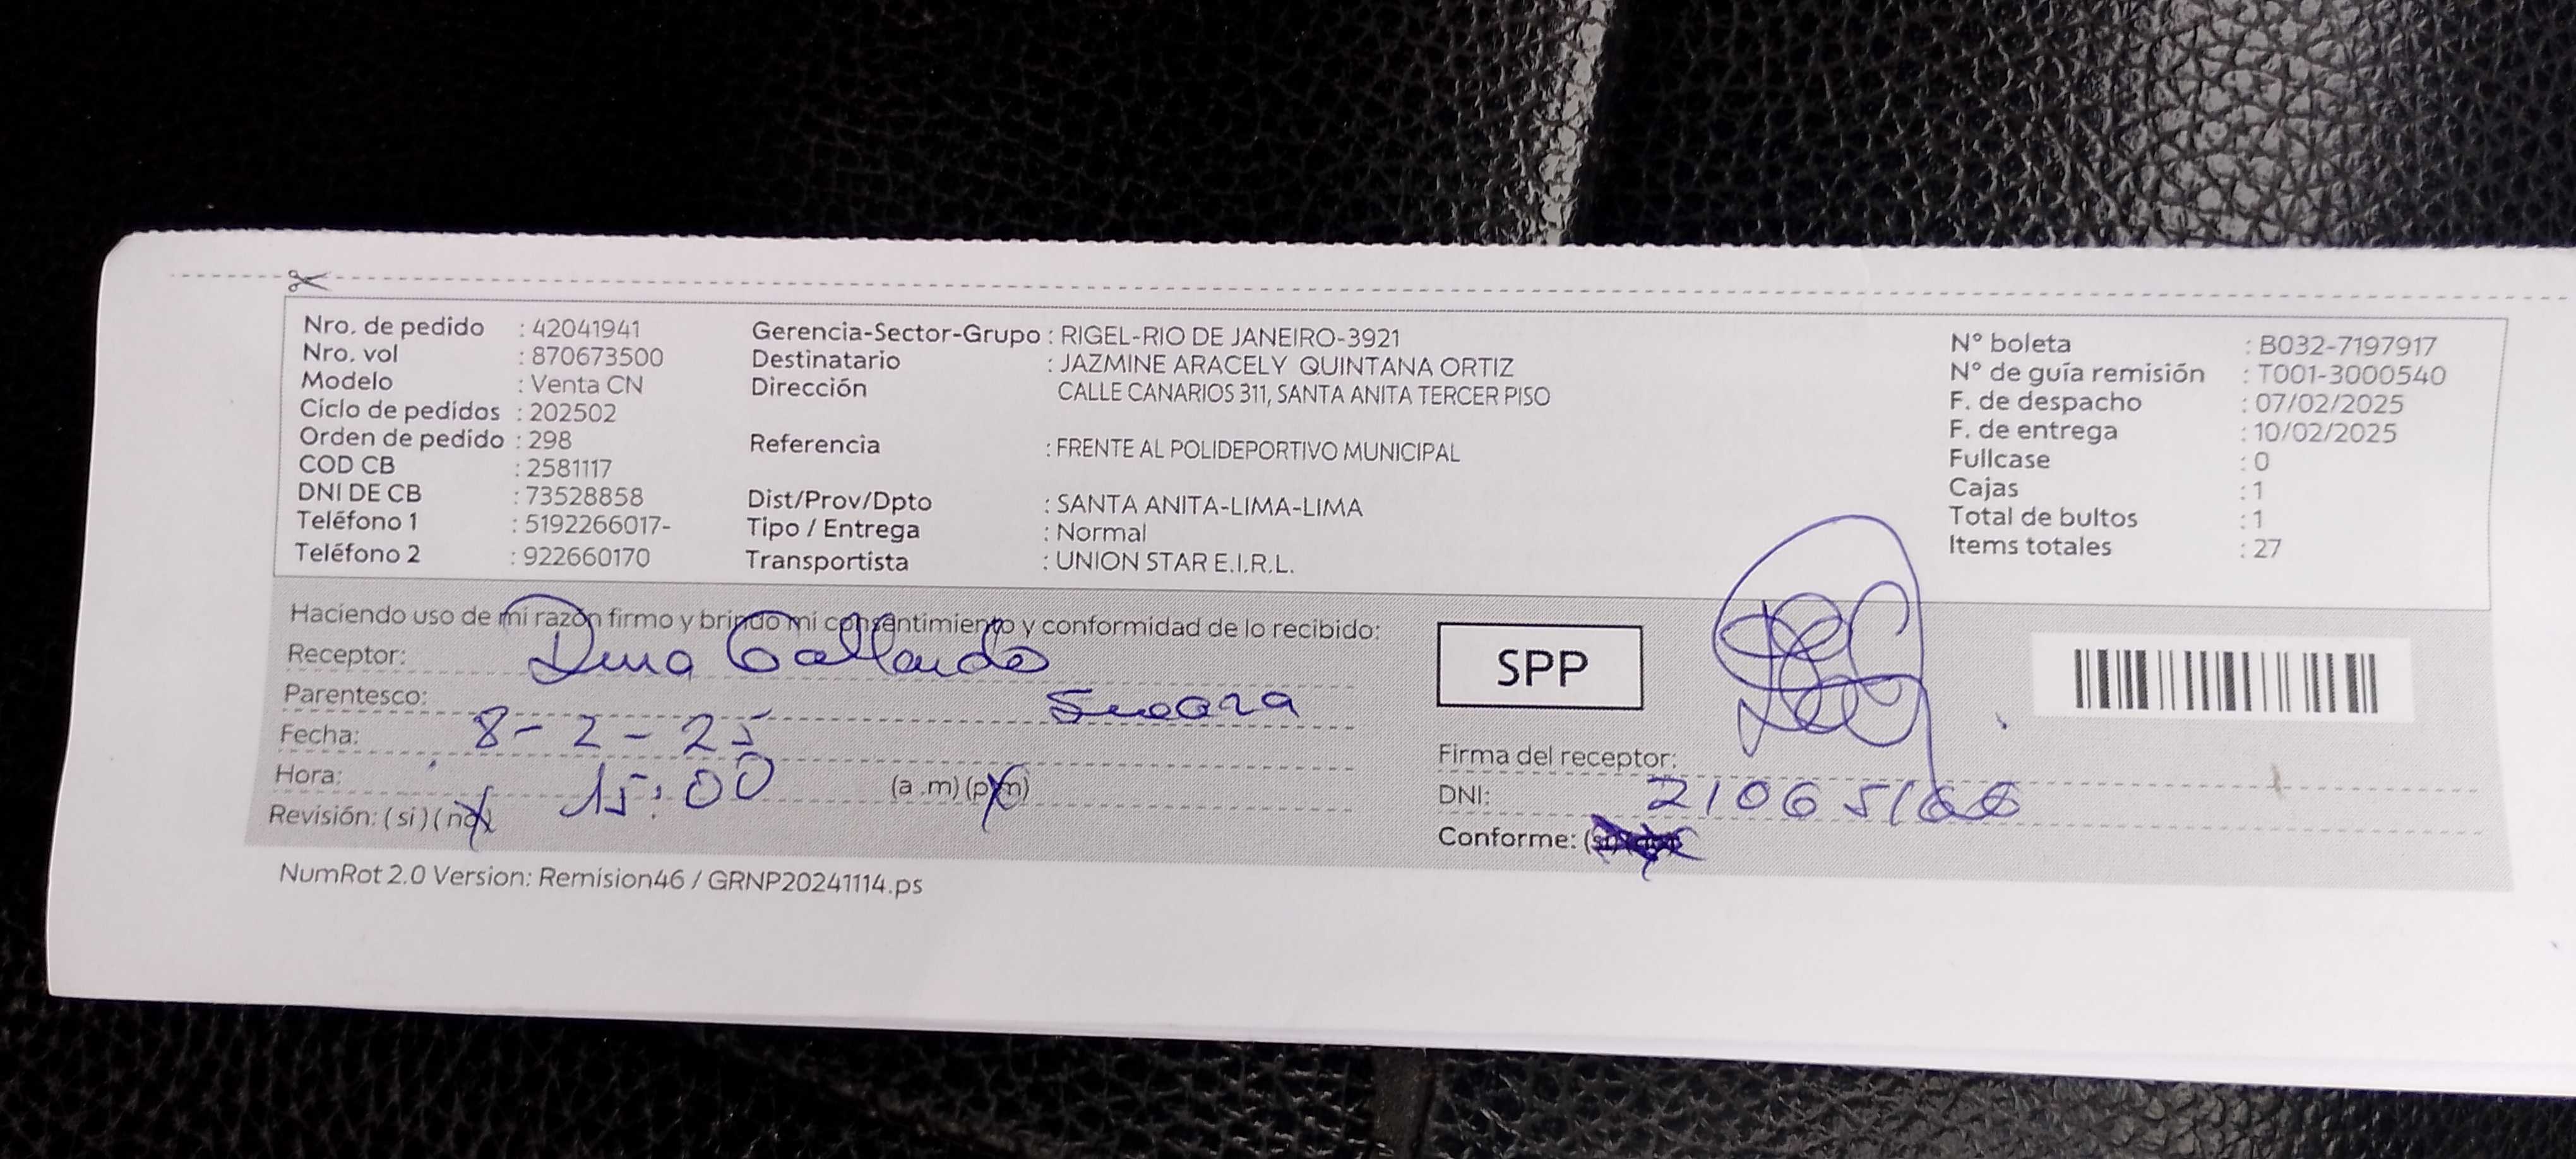 Nro. de pedido : 42041941
Nro. vol : 870673500
Modelo : Venta CN
Ciclo de pedidos : 202502
Orden de pedido : 298
COD CB : 2581117
DNI DE CB : 73528858
Teléfono 1 : 5192266017-
Teléfono 2 : 922660170
Gerencia-Sector-Grupo : RIGEL-RIO DE JANEIRO-3921
Destinatario : JAZMINE ARACELY QUINTANA ORTIZ
Dirección CALLE CANARIOS 311, SANTA ANITA TERCER PISO
Referencia : FRENTE AL POLIDEPORTIVO MUNICIPAL
Dist/Prov/Dpto : SANTA ANITA-LIMA-LIMA
Tipo / Entrega : Normal
Transportista : UNION STAR E.I.R.L.
N° boleta : B032-7197917
N° de guía remisión : T001-3000540
F. de despacho : 07/02/2025
F. de entrega : 10/02/2025
Fullcase : 0
Cajas : 1
Total de bultos : 1
Items totales : 27
Haciendo uso de mi razón firmo y brindo mi consentimiento y conformidad de lo recibido:
Receptor: Dina Gallardo
Parentesco: Suegra
Fecha: 8-2-25
Hora: 15:00 (a.m) (pm)
Revisión: (si) (no)
SPP
Firma del receptor:
DNI: 21065166
Conforme:
NumRot 2.0 Version: Remision46 / GRNP20241114.ps